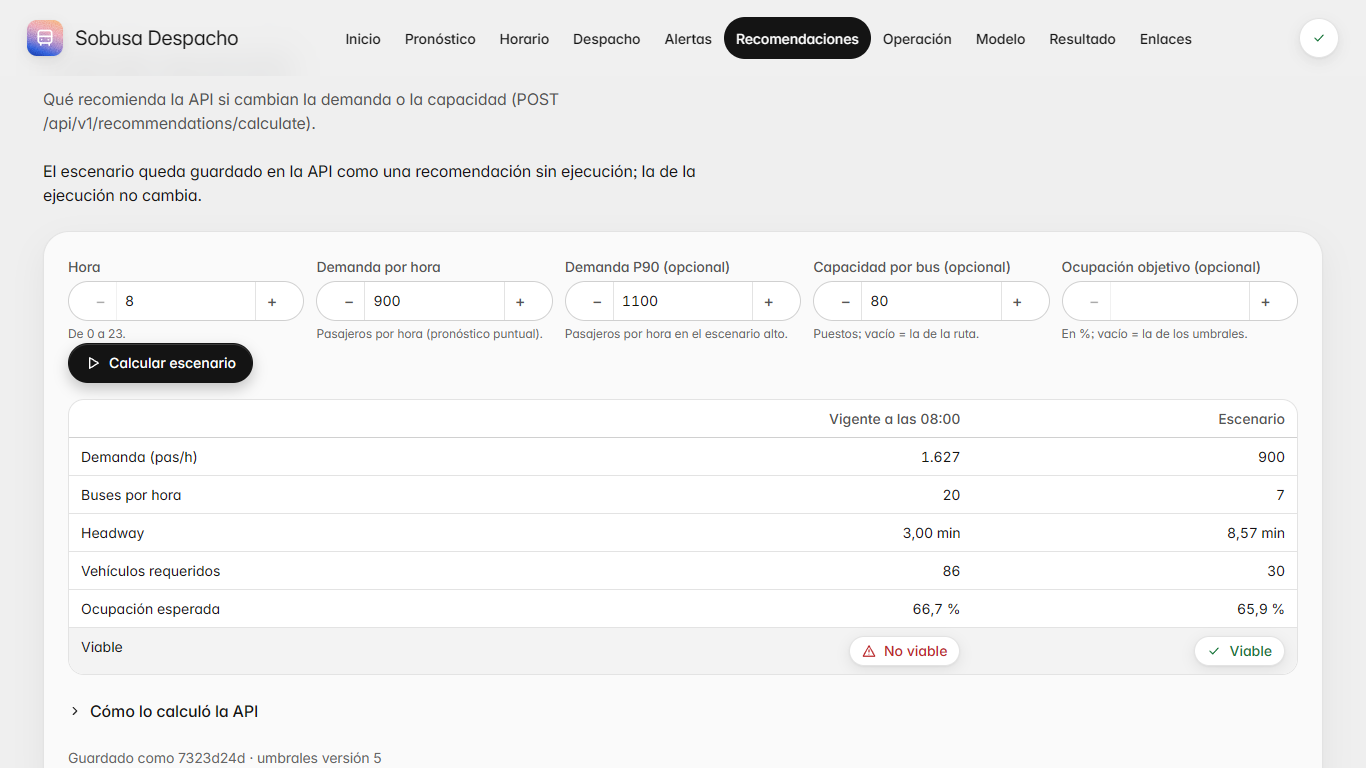 Sobusa Despacho
Inicio Pronóstico Horario Despacho Alertas Recomendaciones Operación Modelo Resultado Enlaces
Qué recomienda la API si cambian la demanda o la capacidad (POST
/api/v1/recommendations/calculate).
El escenario queda guardado en la API como una recomendación sin ejecución; la de la
ejecución no cambia.
Hora Demanda por hora Demanda P90 (opcional) Capacidad por bus (opcional) Ocupación objetivo (opcional)
− 8 + − 900 + − 1100 + − 80 + − +
De 0 a 23. Pasajeros por hora (pronóstico puntual). Pasajeros por hora en el escenario alto. Puestos; vacío = la de la ruta. En %; vacío = la de los umbrales.
Calcular escenario
Vigente a las 08:00 Escenario
Demanda (pas/h) 1.627 900
Buses por hora 20 7
Headway 3,00 min 8,57 min
Vehículos requeridos 86 30
Ocupación esperada 66,7 % 65,9 %
Viable No viable Viable
Cómo lo calculó la API
Guardado como 7323d24d · umbrales versión 5